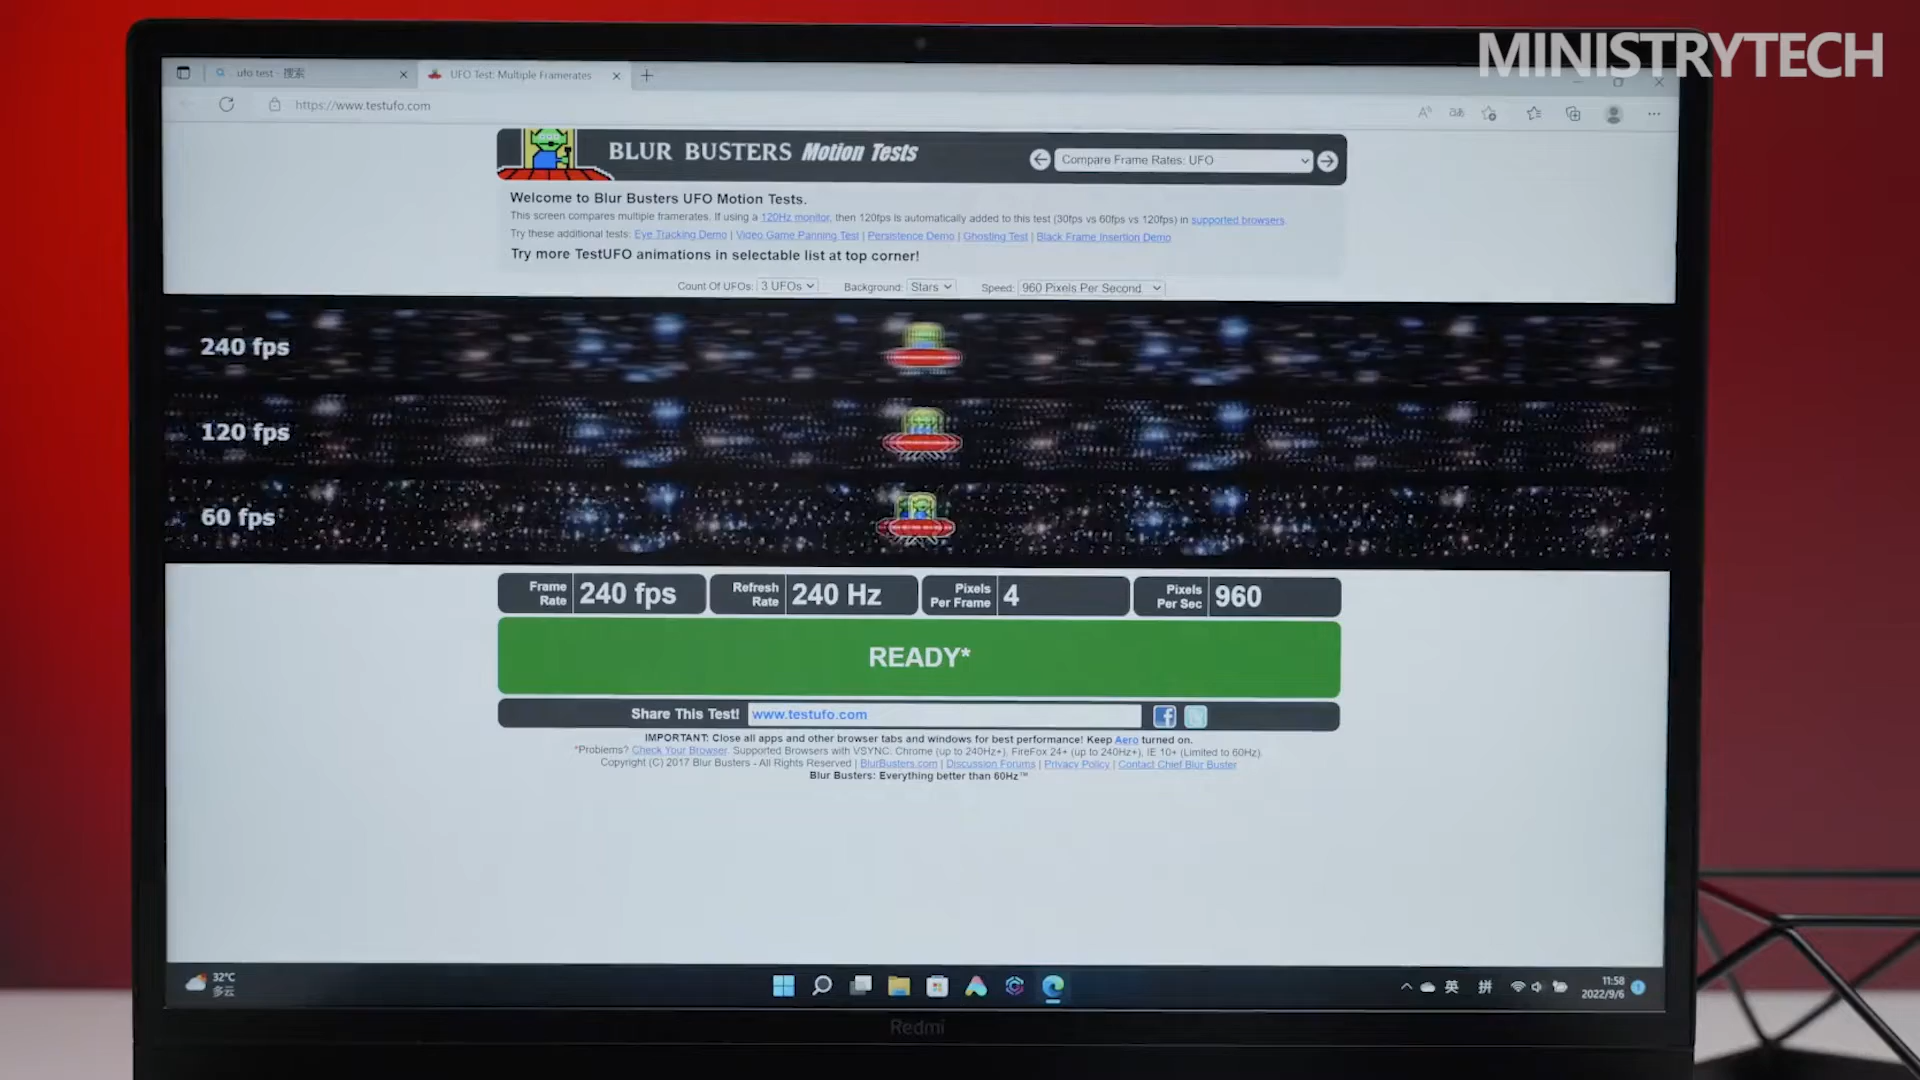 MINISTRYTECH
ufo test - 搜索
UFO Test: Multiple Framerates
https://www.testufo.com
BLUR BUSTERS Motion Tests
Compare Frame Rates: UFO
Welcome to Blur Busters UFO Motion Tests.
This screen compares multiple framerates. If using a 120Hz monitor, then 120fps is automatically added to this test (30fps vs 60fps vs 120fps) in supported browsers.
Try these additional tests: Eye Tracking Demo | Video Game Panning Test | Persistence Demo | Ghosting Test | Black Frame Insertion Demo
Try more TestUFO animations in selectable list at top corner!
Count Of UFOs: 3 UFOs Background: Stars Speed: 960 Pixels Per Second
240 fps
120 fps
60 fps
Frame Rate 240 fps Refresh Rate 240 Hz Pixels Per Frame 4 Pixels Per Sec 960
READY*
Share This Test! www.testufo.com
IMPORTANT: Close all apps and other browser tabs and windows for best performance! Keep Aero turned on.
*Problems? Check Your Browser. Supported Browsers with VSYNC: Chrome (up to 240Hz+), FireFox 24+ (up to 240Hz+), IE 10+ (Limited to 60Hz)
Copyright (C) 2017 Blur Busters - All Rights Reserved | BlurBusters.com | Discussion Forums | Privacy Policy | Contact Chief Blur Buster
Blur Busters: Everything better than 60Hz™
32°C
多云
英 拼
11:58
2022/9/6
Redmi